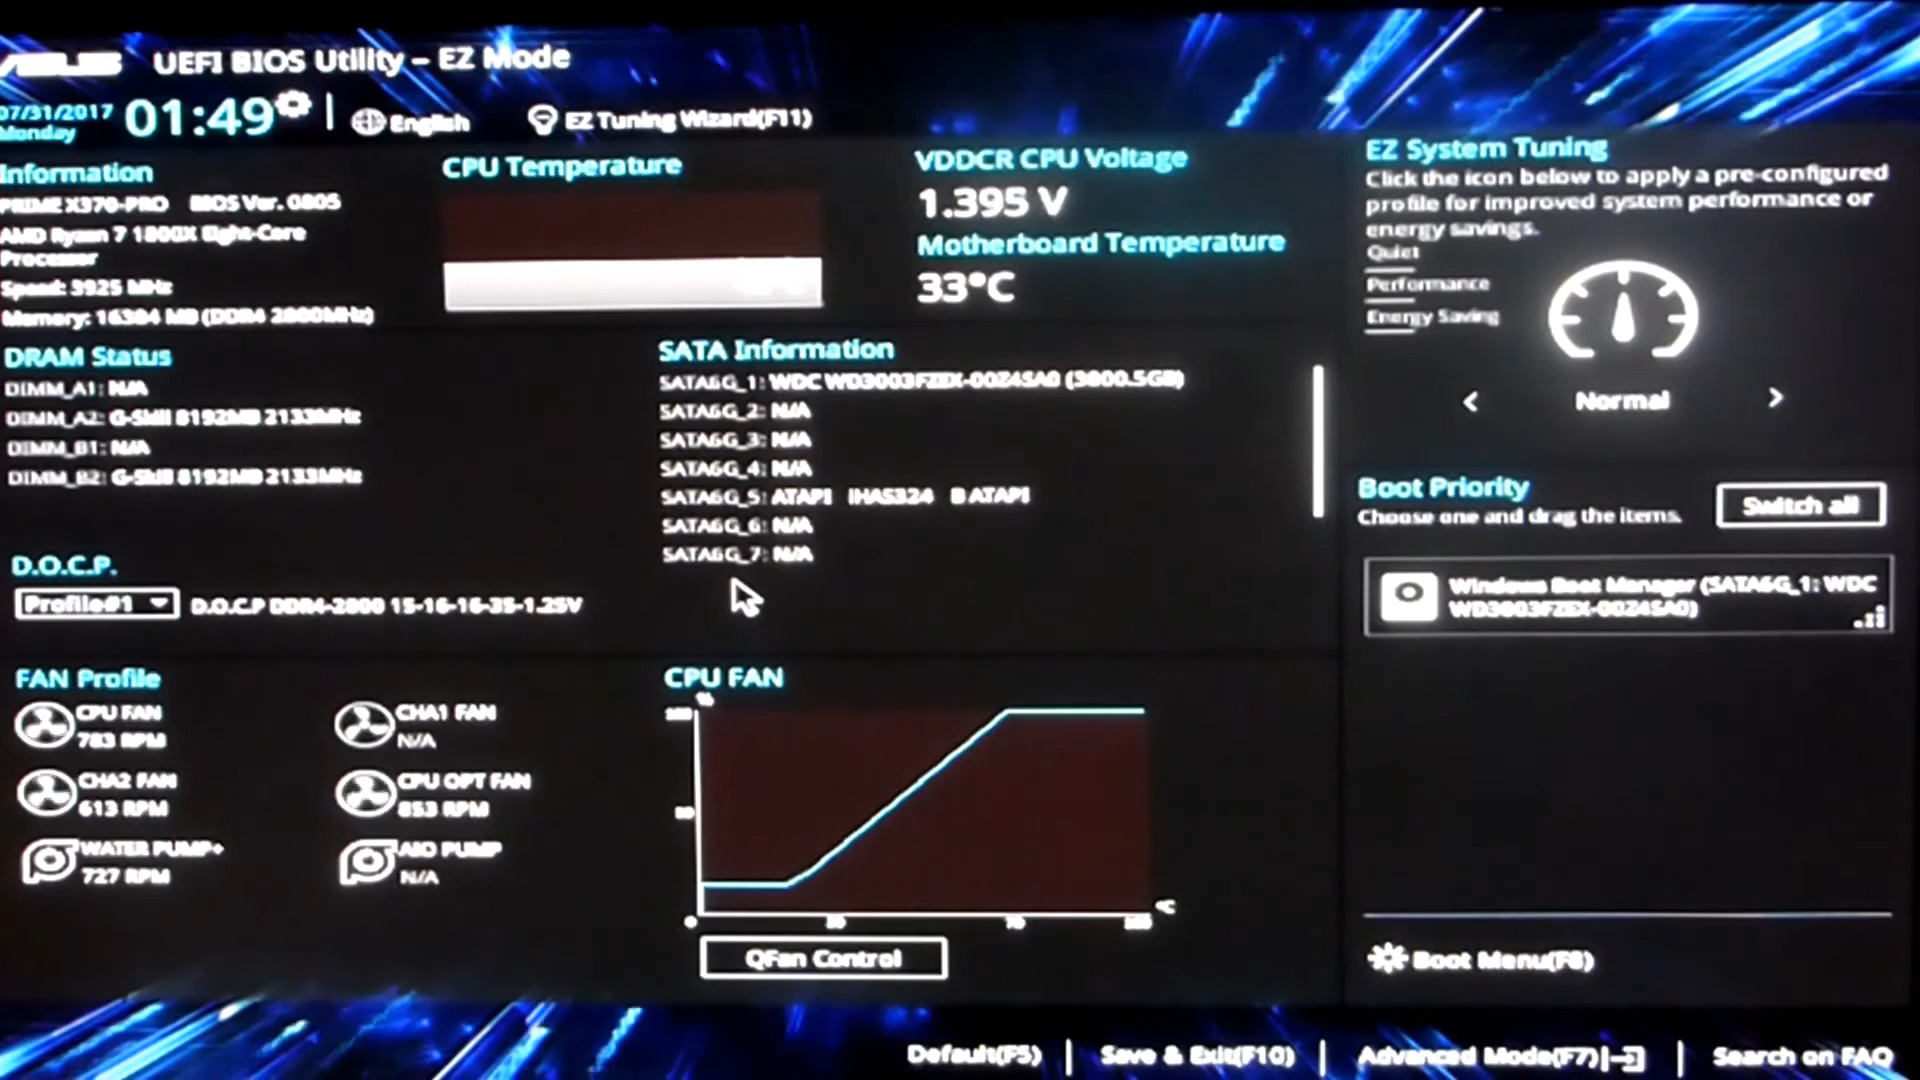 ASUS UEFI BIOS Utility – EZ Mode
07/31/2017
Monday
01:49
English
EZ Tuning Wizard(F11)
Information
PRIME X370-PRO BIOS Ver. 0805
AMD Ryzen 7 1800X Eight-Core
Processor
Speed: 3925 MHz
Memory: 16384 MB (DDR4 2800MHz)
CPU Temperature
VDDCR CPU Voltage
1.395 V
Motherboard Temperature
33°C
EZ System Tuning
Click the icon below to apply a pre-configured
profile for improved system performance or
energy savings.
Quiet
Performance
Energy Saving
Normal
DRAM Status
DIMM_A1: N/A
DIMM_A2: G-Skill 8192MB 2133MHz
DIMM_B1: N/A
DIMM_B2: G-Skill 8192MB 2133MHz
SATA Information
SATA6G_1: WDC WD3003FZEX-00Z4SA0 (3000.5GB)
SATA6G_2: N/A
SATA6G_3: N/A
SATA6G_4: N/A
SATA6G_5: ATAPI IHAS324 B ATAPI
SATA6G_6: N/A
SATA6G_7: N/A
Boot Priority
Choose one and drag the items.
Switch all
Windows Boot Manager (SATA6G_1: WDC
WD3003FZEX-00Z4SA0)
D.O.C.P.
Profile#1 D.O.C.P DDR4-2800 15-16-16-35-1.25V
FAN Profile
CPU FAN
783 RPM
CHA1 FAN
N/A
CHA2 FAN
613 RPM
CPU OPT FAN
853 RPM
WATER PUMP+
727 RPM
AIO PUMP
N/A
CPU FAN
%
100
50
0 30 70 100
°C
QFan Control
Boot Menu(F8)
Default(F5)
Save & Exit(F10)
Advanced Mode(F7)
Search on FAQ